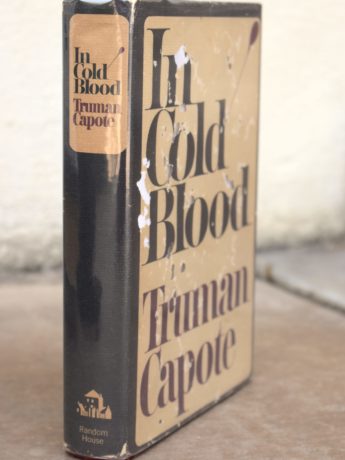 In
Cold
Blood
Truman
Capote
Random
House
In
Cold
Blood
Truman
Capote